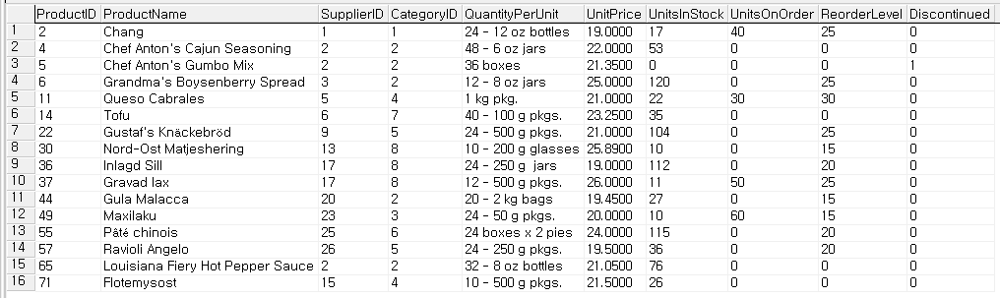 ProductID ProductName SupplierID CategoryID QuantityPerUnit UnitPrice UnitsInStock UnitsOnOrder ReorderLevel Discontinued
1 2 Chang 1 1 24 - 12 oz bottles 19.0000 17 40 25 0
2 4 Chef Anton's Cajun Seasoning 2 2 48 - 6 oz jars 22.0000 53 0 0 0
3 5 Chef Anton's Gumbo Mix 2 2 36 boxes 21.3500 0 0 0 1
4 6 Grandma's Boysenberry Spread 3 2 12 - 8 oz jars 25.0000 120 0 25 0
5 11 Queso Cabrales 5 4 1 kg pkg. 21.0000 22 30 30 0
6 14 Tofu 6 7 40 - 100 g pkgs. 23.2500 35 0 0 0
7 22 Gustaf's Knäckebröd 9 5 24 - 500 g pkgs. 21.0000 104 0 25 0
8 30 Nord-Ost Matjeshering 13 8 10 - 200 g glasses 25.8900 10 0 15 0
9 36 Inlagd Sill 17 8 24 - 250 g jars 19.0000 112 0 20 0
10 37 Gravad lax 17 8 12 - 500 g pkgs. 26.0000 11 50 25 0
11 44 Gula Malacca 20 2 20 - 2 kg bags 19.4500 27 0 15 0
12 49 Maxilaku 23 3 24 - 50 g pkgs. 20.0000 10 60 15 0
13 55 Pâté chinois 25 6 24 boxes x 2 pies 24.0000 115 0 20 0
14 57 Ravioli Angelo 26 5 24 - 250 g pkgs. 19.5000 36 0 20 0
15 65 Louisiana Fiery Hot Pepper Sauce 2 2 32 - 8 oz bottles 21.0500 76 0 0 0
16 71 Flotemysost 15 4 10 - 500 g pkgs. 21.5000 26 0 0 0